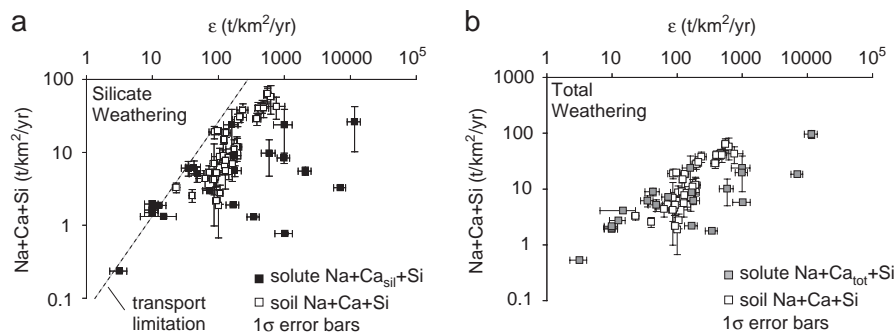 a
ε (t/km²/yr)
1 10 100 1000 10000 10⁵
100
10
1
0.1
Na+Ca+Si (t/km²/yr)
Silicate
Weathering
transport
limitation
solute Na+Ca_sil+Si
soil Na+Ca+Si
1σ error bars
b
ε (t/km²/yr)
1 10 100 1000 10000 10⁵
1000
100
10
1
0.1
Na+Ca+Si (t/km²/yr)
Total
Weathering
solute Na+Ca_tot+Si
soil Na+Ca+Si
1σ error bars